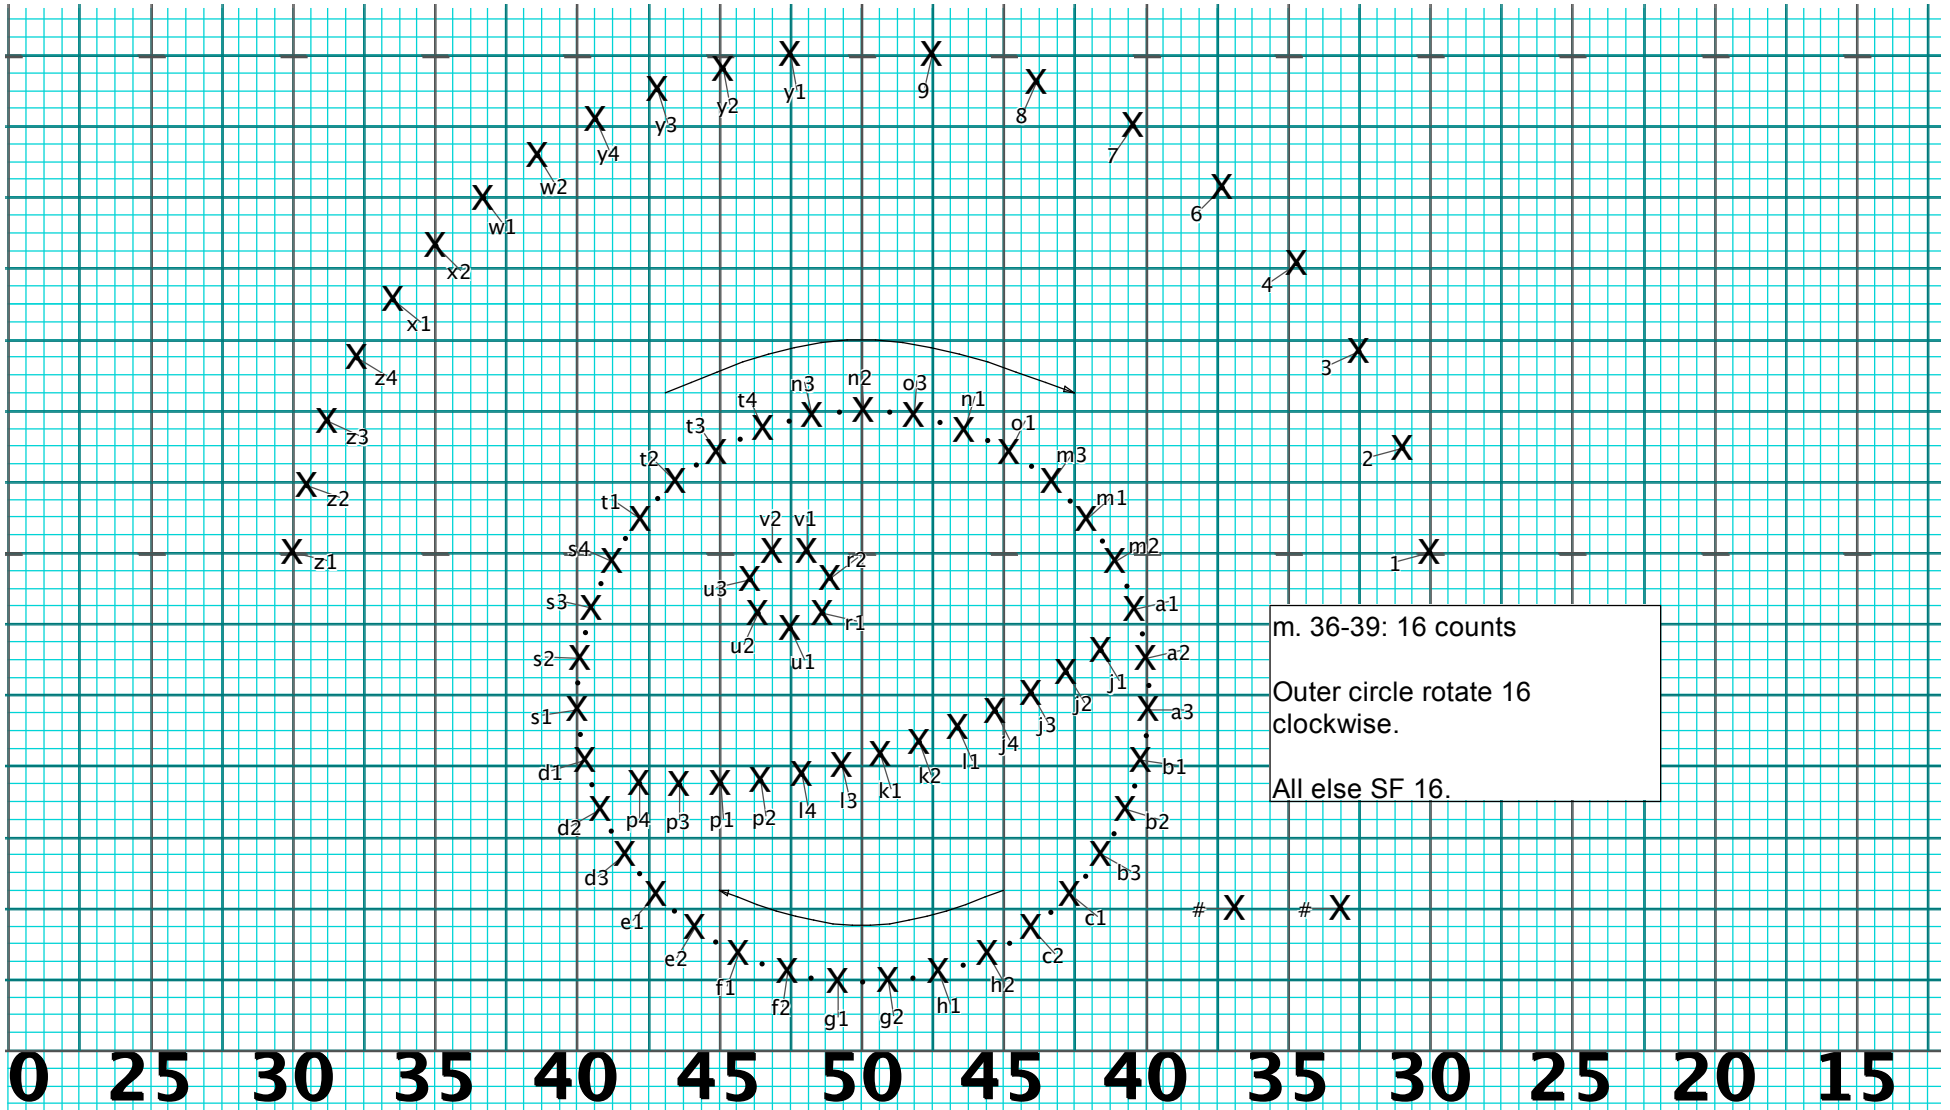 y1
9
y2
8
y3
7
y4
w2
6
w1
x2
4
x1
3
z4
n3
n2
o3
t4
n1
t3
o1
z3
t2
m3
2
z2
t1
m1
v2
v1
s4
m2
z1
r2
1
u3
s3
a1
r1
u2
u1
s2
a2
j1
j2
s1
a3
j3
j4
l1
d1
b1
k2
l3
k1
l4
p4
p3
p1
p2
d2
b2
d3
b3
e1
c1
#
#
e2
c2
f1
h2
f2
h1
g1
g2
m. 36-39: 16 counts
Outer circle rotate 16
clockwise.
All else SF 16.
0 25 30 35 40 45 50 45 40 35 30 25 20 15